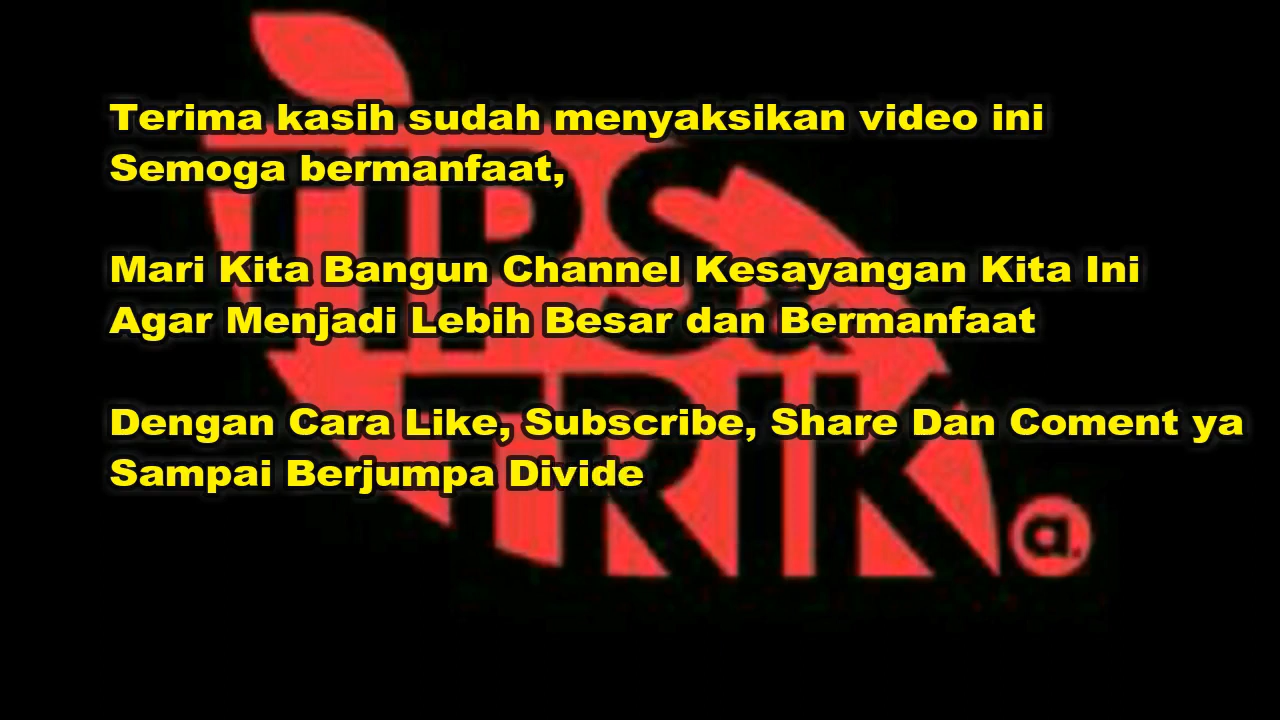 Terima kasih sudah menyaksikan video ini
Semoga bermanfaat,
Mari Kita Bangun Channel Kesayangan Kita Ini
Agar Menjadi Lebih Besar dan Bermanfaat
Dengan Cara Like, Subscribe, Share Dan Coment ya
Sampai Berjumpa Divide
TIPS &
TRIK
a.